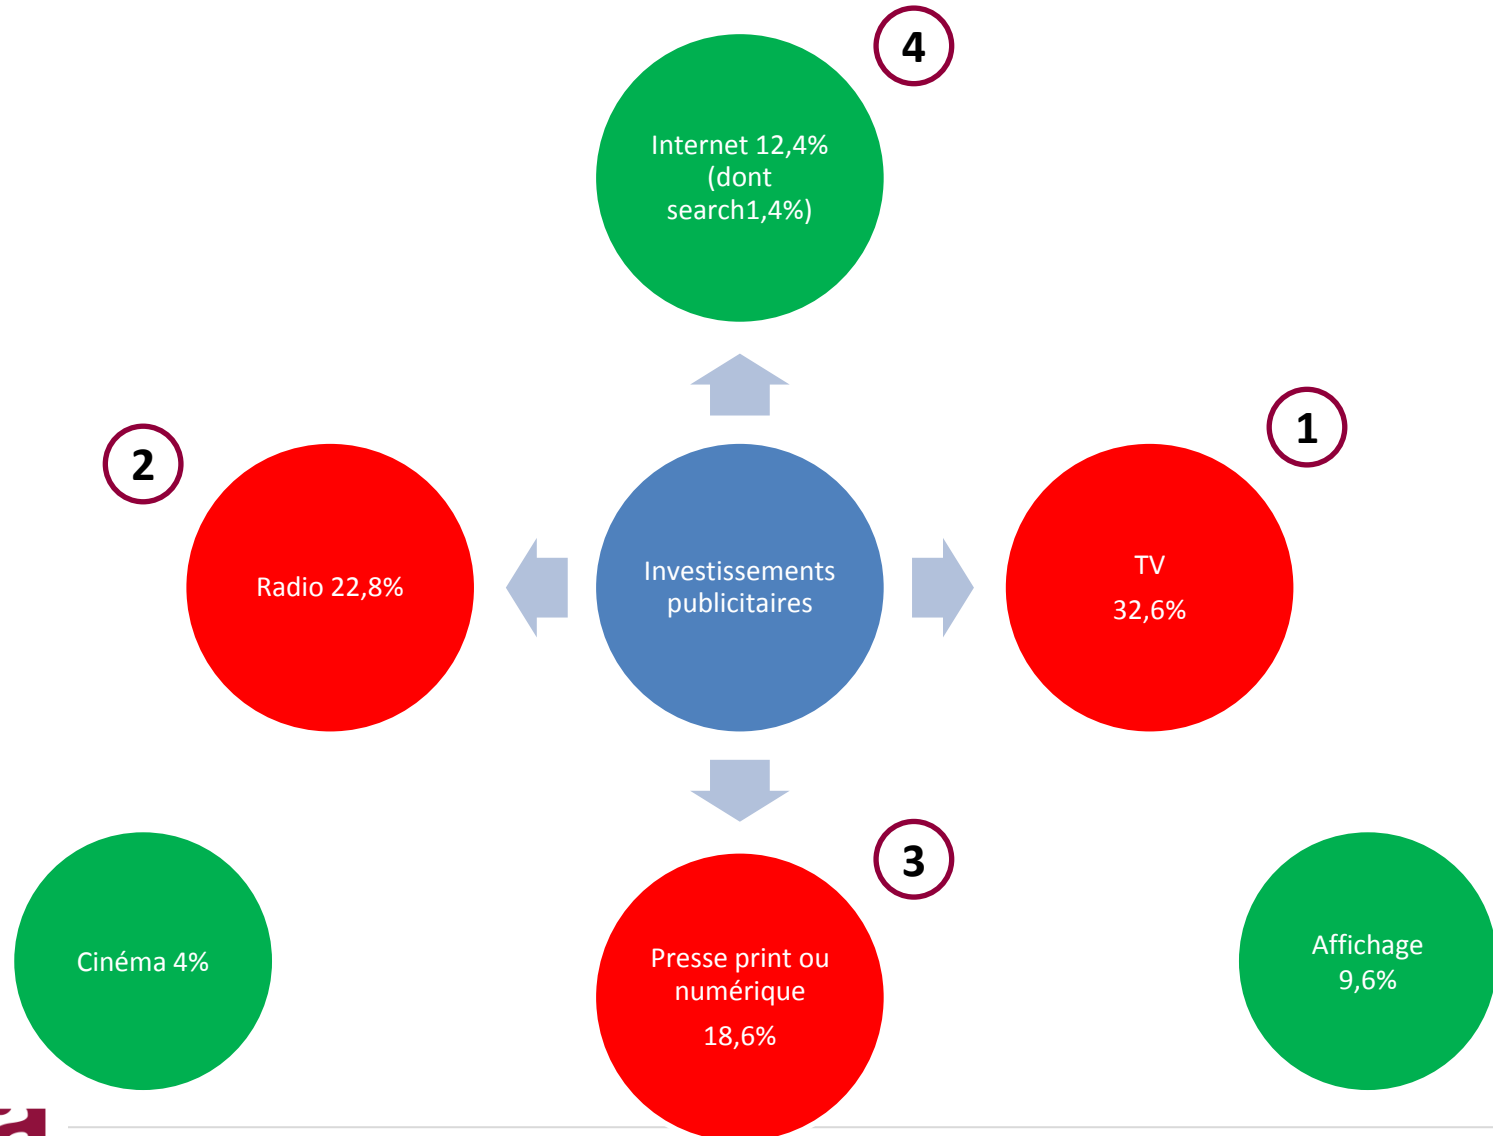 4
Internet 12,4%
(dont
search1,4%)
1
2
Radio 22,8%
Investissements
publicitaires
TV
32,6%
3
Cinéma 4%
Presse print ou
numérique
18,6%
Affichage
9,6%